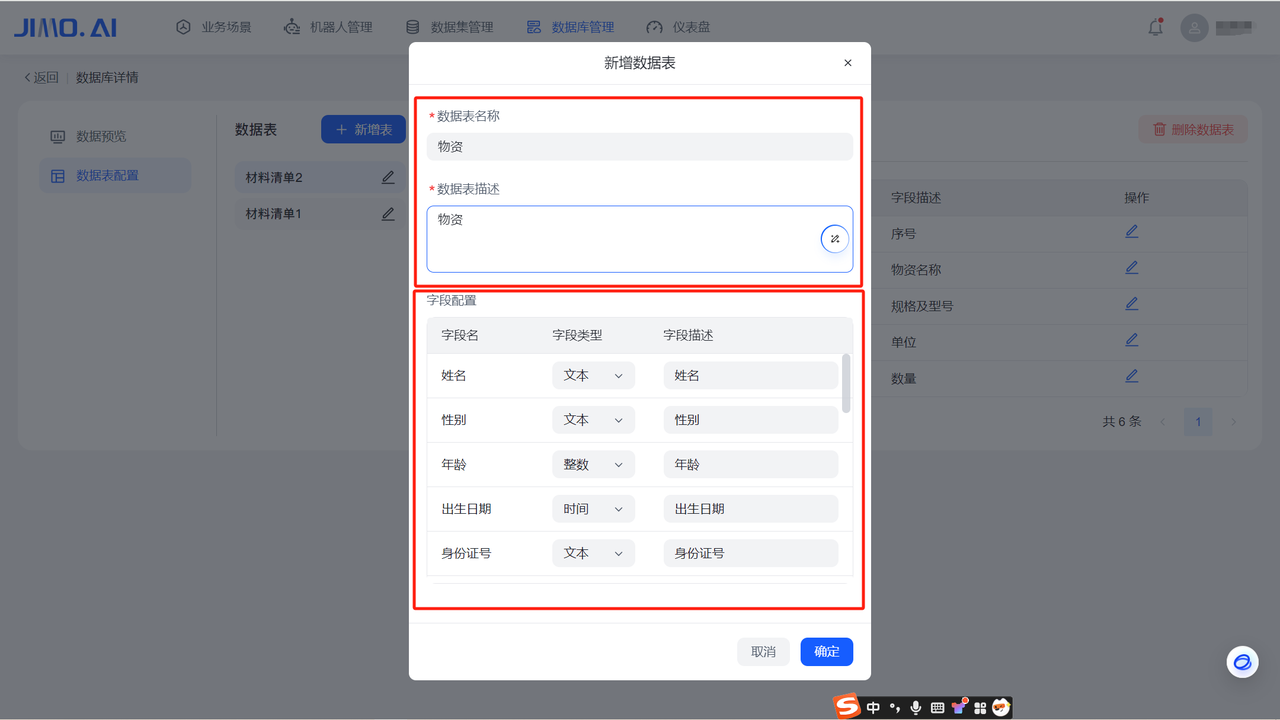 JIMO.AI 业务场景 机器人管理 数据集管理 数据库管理 仪表盘
返回 数据库详情
新增数据表
数据预览
数据表配置
数据表
新增表
材料清单2
材料清单1
*数据表名称
物资
*数据表描述
物资
字段配置
字段名 字段类型 字段描述
姓名 文本 姓名
性别 文本 性别
年龄 整数 年龄
出生日期 时间 出生日期
身份证号 文本 身份证号
取消 确定
删除数据表
字段描述 操作
序号
物资名称
规格及型号
单位
数量
共 6 条 1
S 中